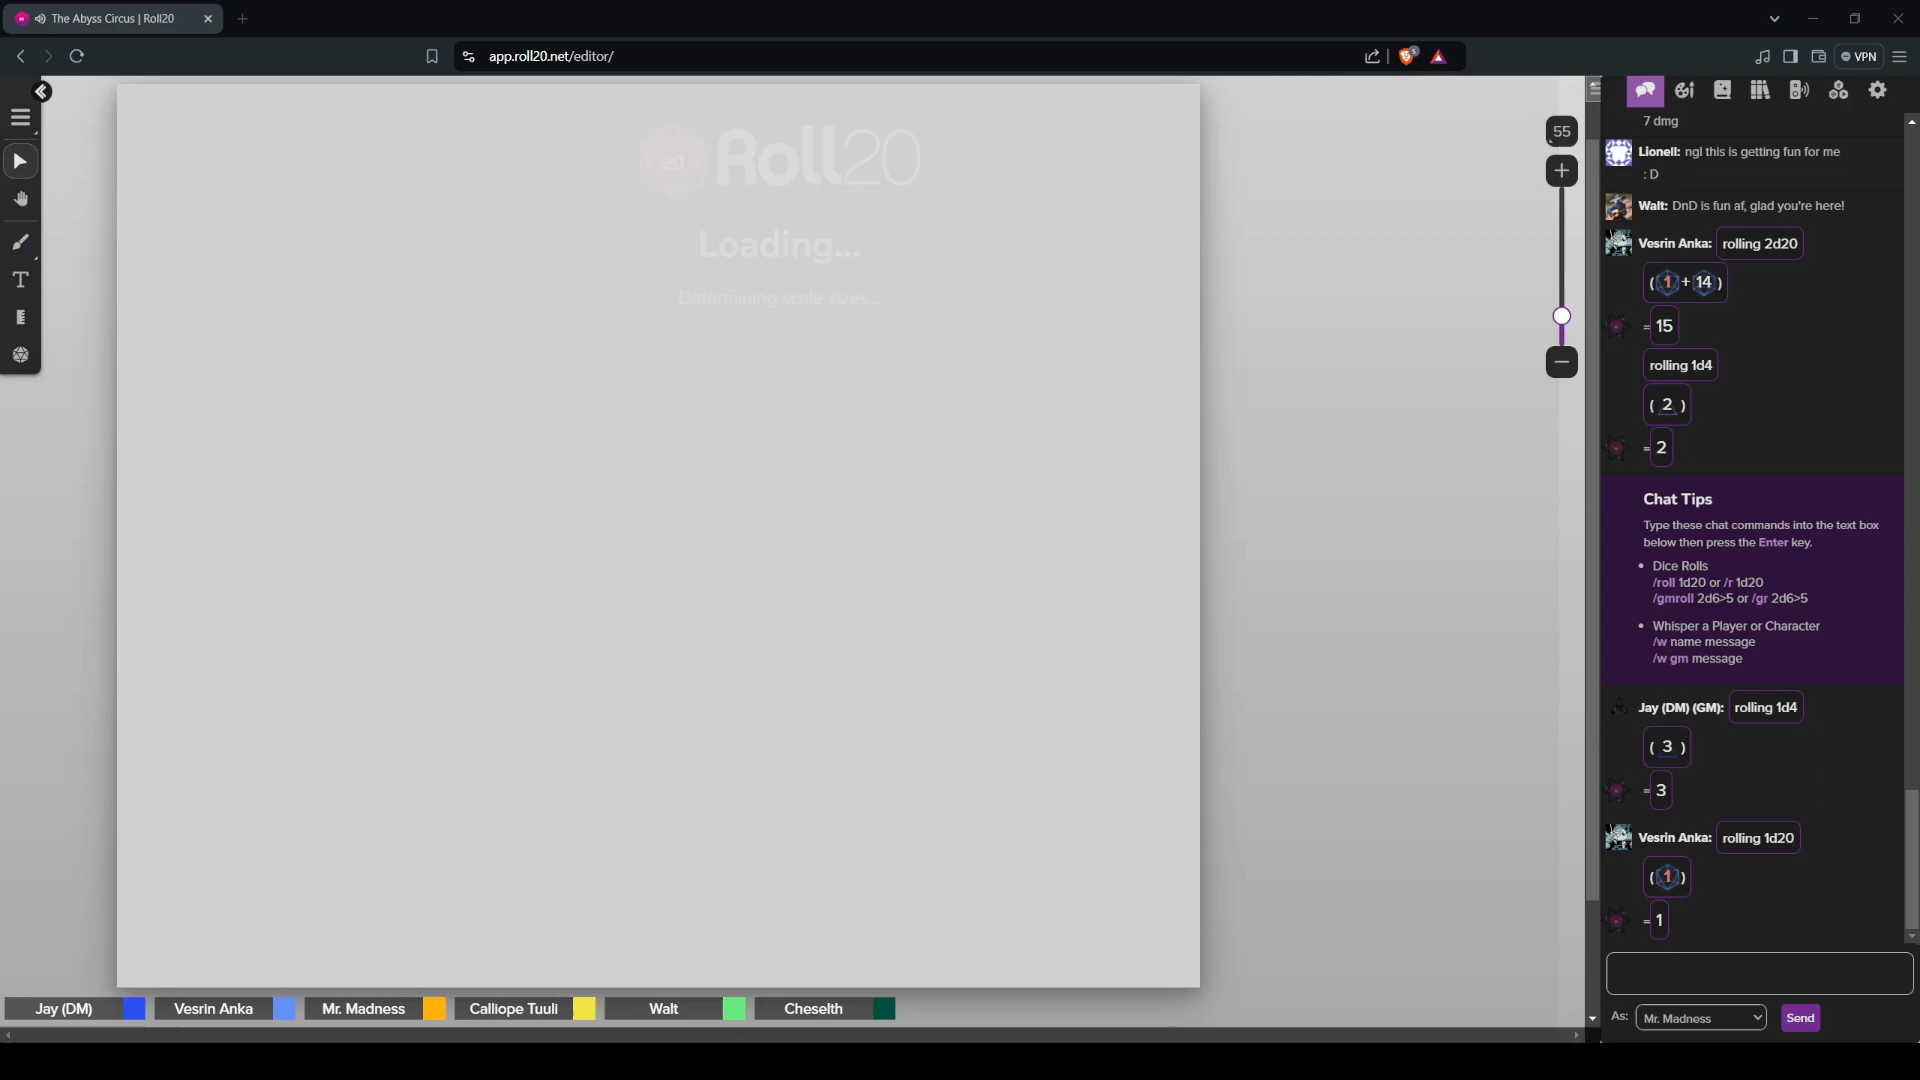 The Abyss Circus | Roll20
app.roll20.net/editor/
6
VPN
20
Roll20
Loading...
Determining scale sizes...
55
7 dmg
Lionell: ngl this is getting fun for me
: D
Walt: DnD is fun af, glad you're here!
Vesrin Anka: rolling 2d20
(1+14)
=15
rolling 1d4
(2)
=2
Chat Tips
Type these chat commands into the text box
below then press the Enter key.
• Dice Rolls
/roll 1d20 or /r 1d20
/gmroll 2d6>5 or /gr 2d6>5
• Whisper a Player or Character
/w name message
/w gm message
Jay (DM) (GM): rolling 1d4
(3)
=3
Vesrin Anka: rolling 1d20
(1)
=1
As: Mr. Madness Send
Jay (DM) Vesrin Anka Mr. Madness Calliope Tuuli Walt Cheselth